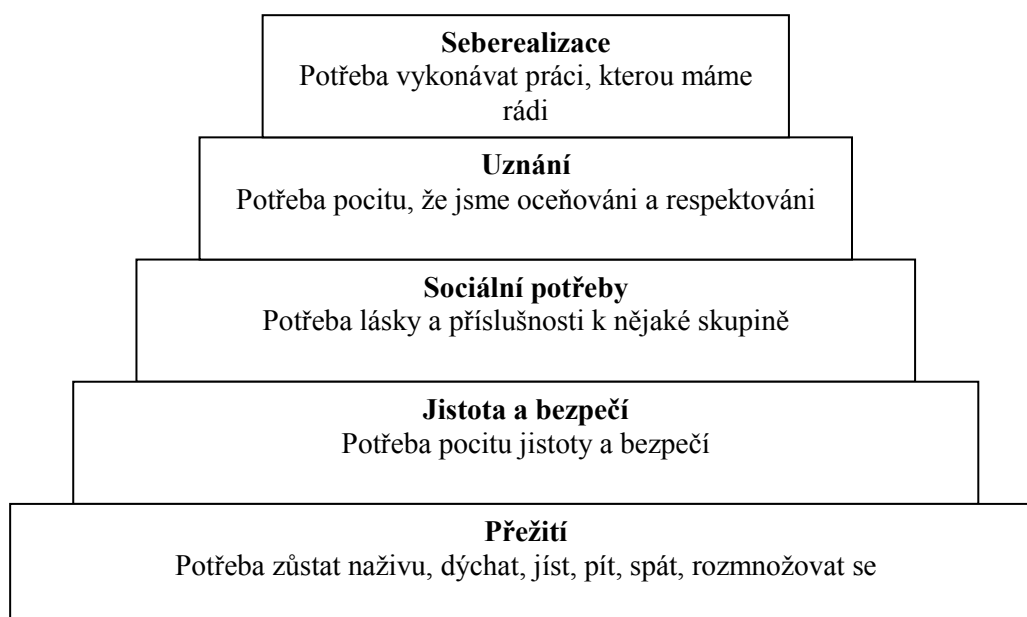 Seberealizace
Potřeba vykonávat práci, kterou máme
rádi
Uznání
Potřeba pocitu, že jsme oceňováni a respektováni
Sociální potřeby
Potřeba lásky a příslušnosti k nějaké skupině
Jistota a bezpečí
Potřeba pocitu jistoty a bezpečí
Přežití
Potřeba zůstat naživu, dýchat, jíst, pít, spát, rozmnožovat se